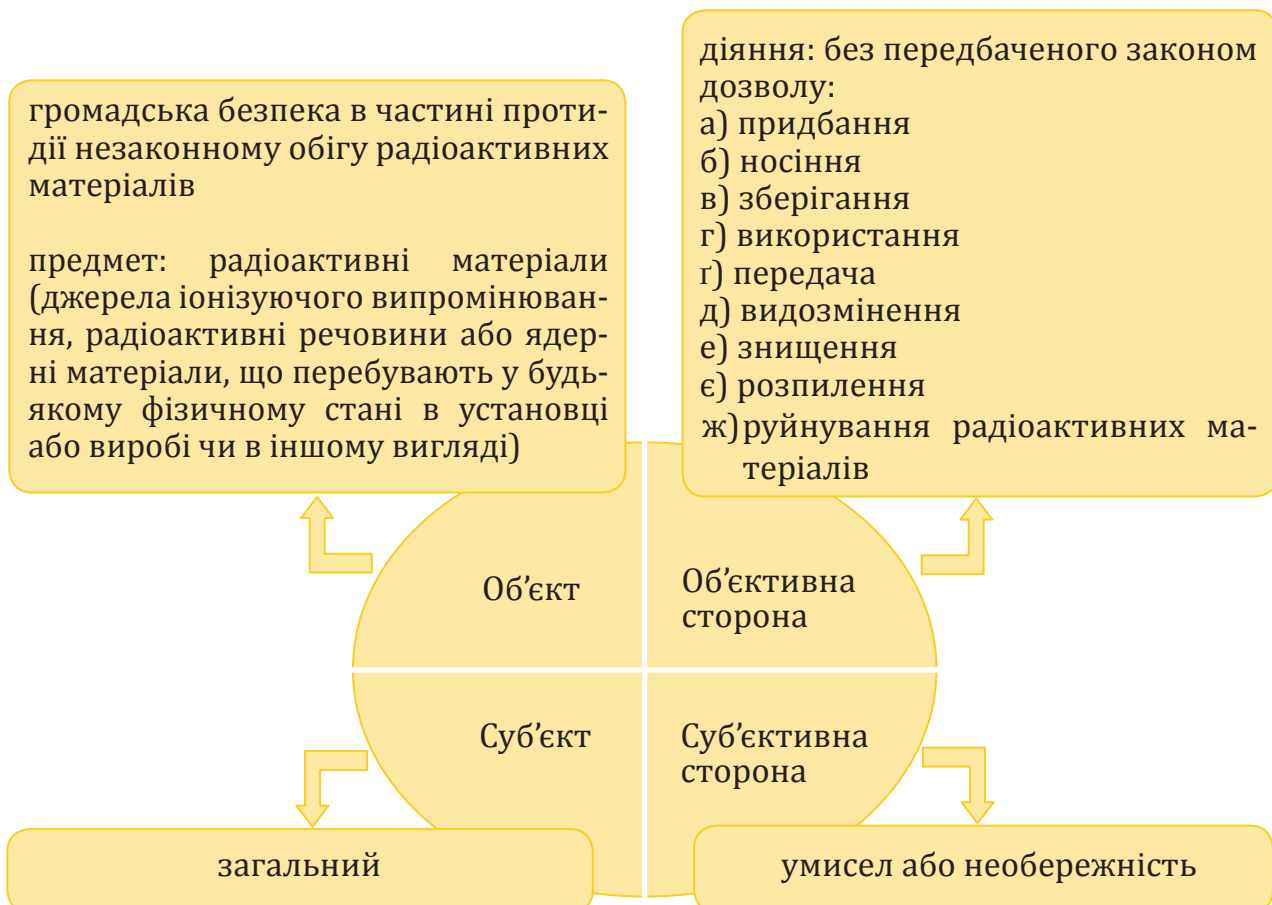 громадська безпека в частині проти-
дії незаконному обігу радіоактивних
матеріалів
предмет: радіоактивні матеріали
(джерела іонізуючого випромінюван-
ня, радіоактивні речовини або ядер-
ні матеріали, що перебувають у будь-
якому фізичному стані в установці
або виробі чи в іншому вигляді)
діяння: без передбаченого законом
дозволу:
а) придбання
б) носіння
в) зберігання
г) використання
ґ) передача
д) видозмінення
е) знищення
є) розпилення
ж) руйнування радіоактивних ма-
теріалів
Об’єкт
Об’єктивна
сторона
Суб’єкт
Суб’єктивна
сторона
загальний
умисел або необережність